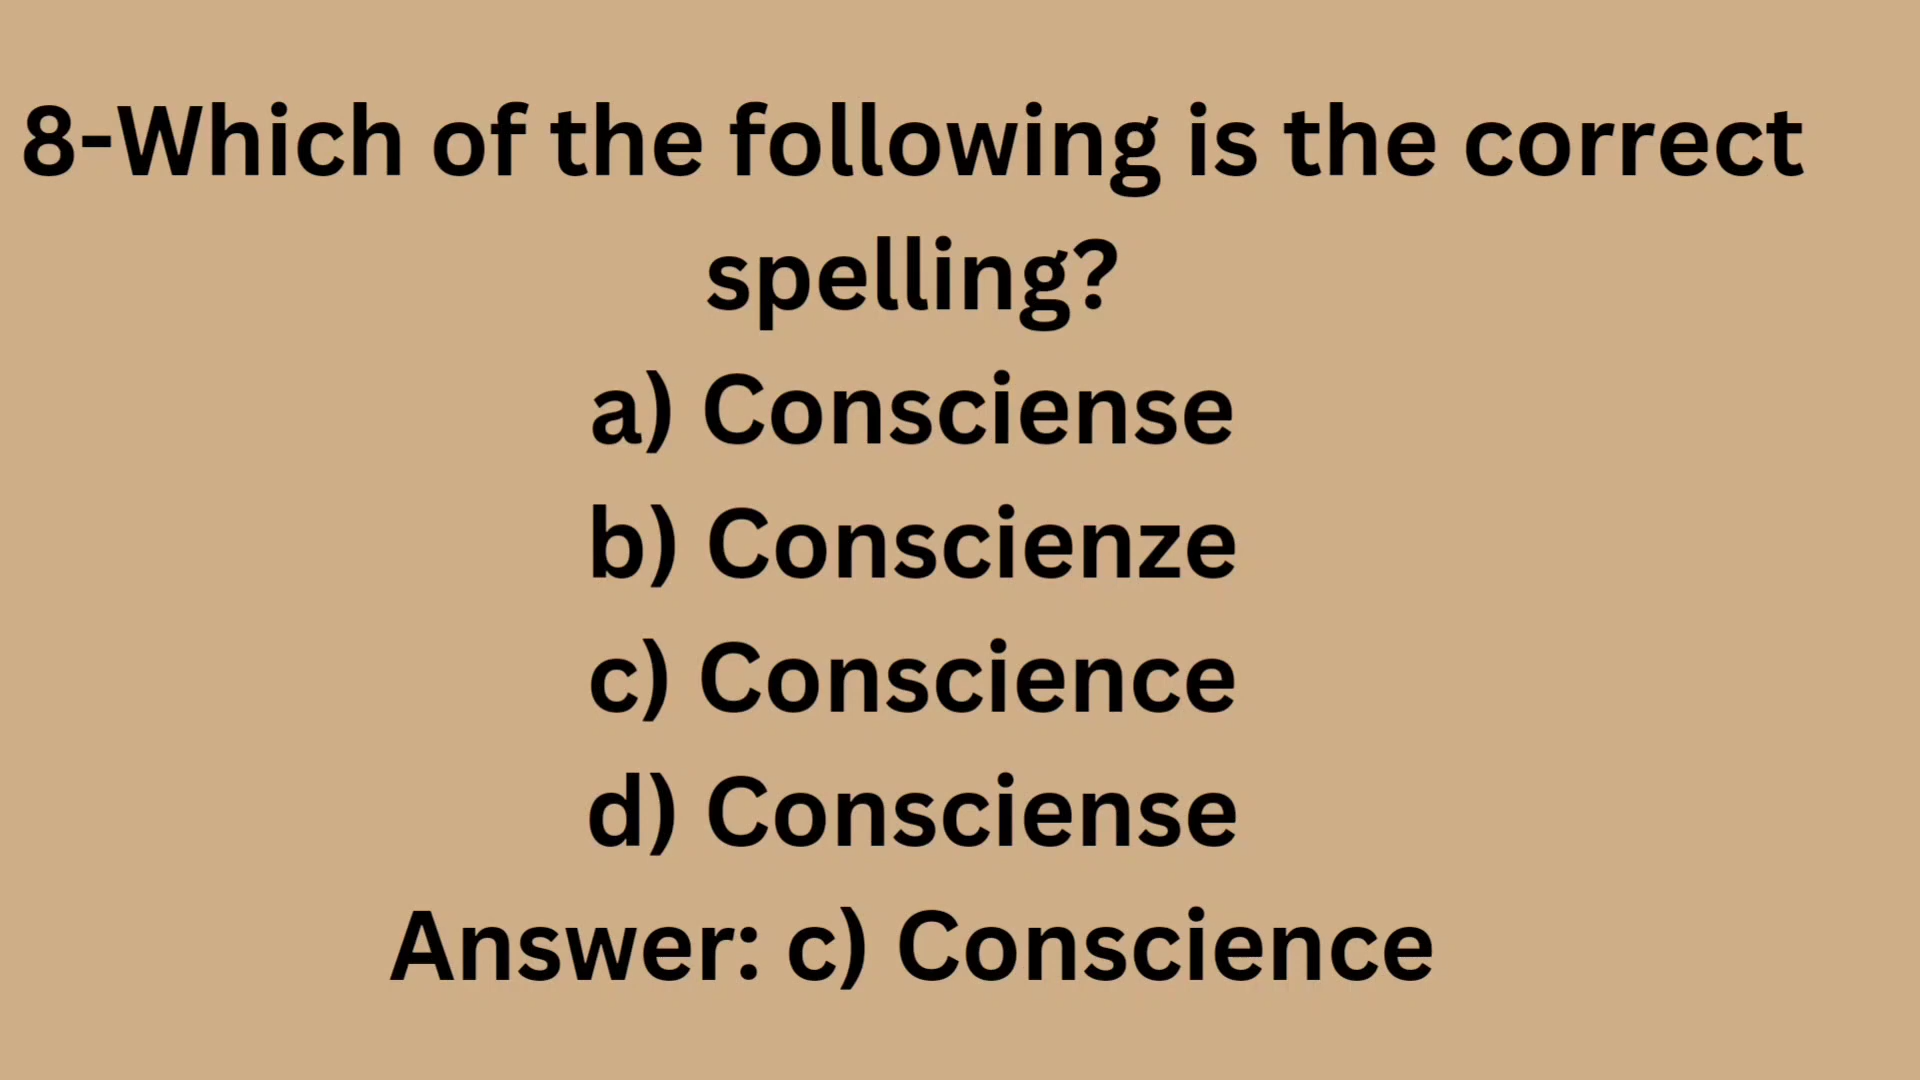 8-Which of the following is the correct
spelling?
a) Consciense
b) Conscienze
c) Conscience
d) Consciense
Answer: c) Conscience